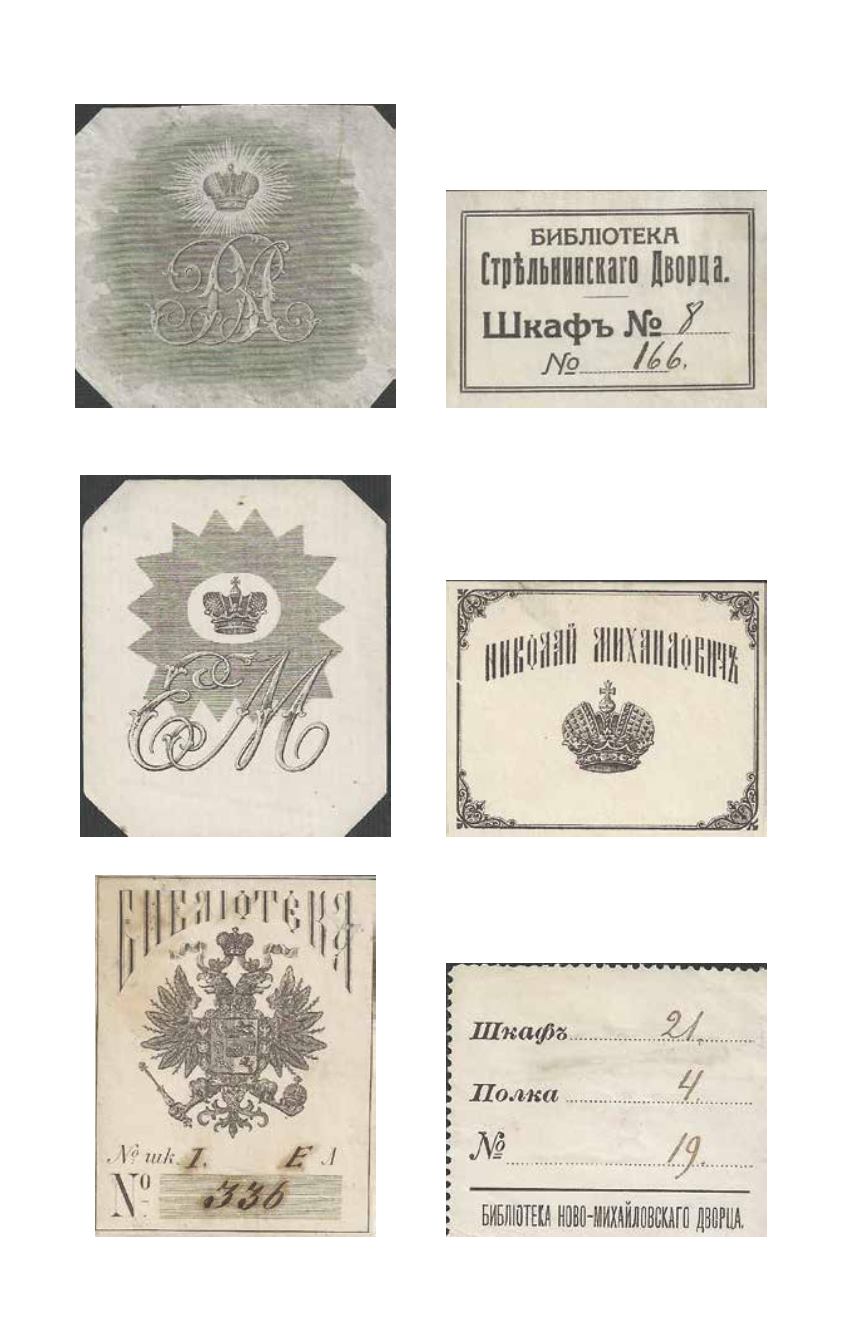 БИБЛІОТЕКА
Стрѣльнинскаго Дворца.
Шкафъ № 8
№ 166.
ЕМ
НИКОЛАЙ МИХАИЛОВИЧЪ
БИБЛІОТЕКА
№ шк. I. Е Л
№ 336
Шкафъ 21.
Полка 4.
№ 19.
БИБЛІОТЕКА НОВО-МИХАЙЛОВСКАГО ДВОРЦА.